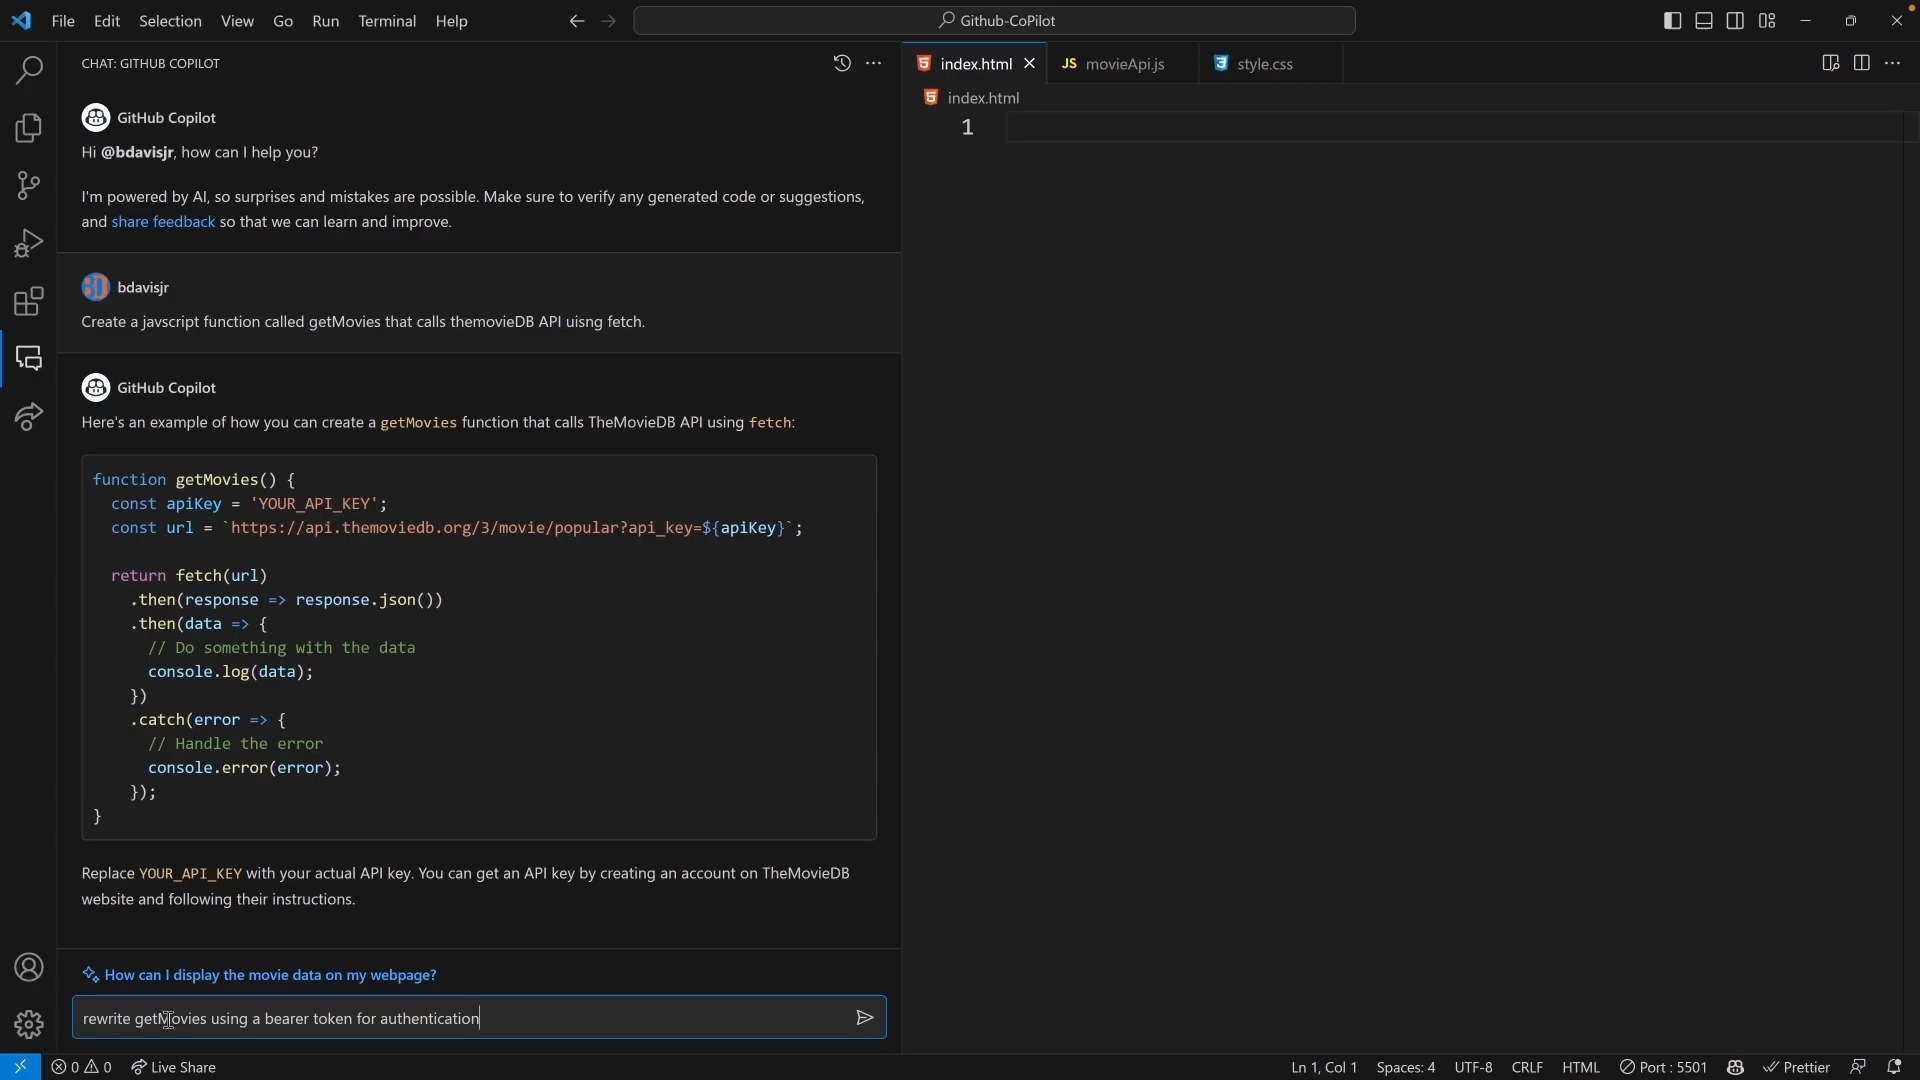 File Edit Selection View Go Run Terminal Help
Github-CoPilot
CHAT: GITHUB COPILOT
GitHub Copilot
Hi @bdavisjr, how can I help you?
I'm powered by AI, so surprises and mistakes are possible. Make sure to verify any generated code or suggestions,
and share feedback so that we can learn and improve.
bdavisjr
Create a javscript function called getMovies that calls themovieDB API uisng fetch.
GitHub Copilot
Here's an example of how you can create a getMovies function that calls TheMovieDB API using fetch:
function getMovies() {
  const apiKey = 'YOUR_API_KEY';
  const url = `https://api.themoviedb.org/3/movie/popular?api_key=${apiKey}`;
  return fetch(url)
    .then(response => response.json())
    .then(data => {
      // Do something with the data
      console.log(data);
    })
    .catch(error => {
      // Handle the error
      console.error(error);
    });
}
Replace YOUR_API_KEY with your actual API key. You can get an API key by creating an account on TheMovieDB
website and following their instructions.
How can I display the movie data on my webpage?
rewrite getMovies using a bearer token for authentication
index.html
JS movieApi.js
style.css
index.html
1
0 0 Live Share
Ln 1, Col 1 Spaces: 4 UTF-8 CRLF HTML Port : 5501 Prettier